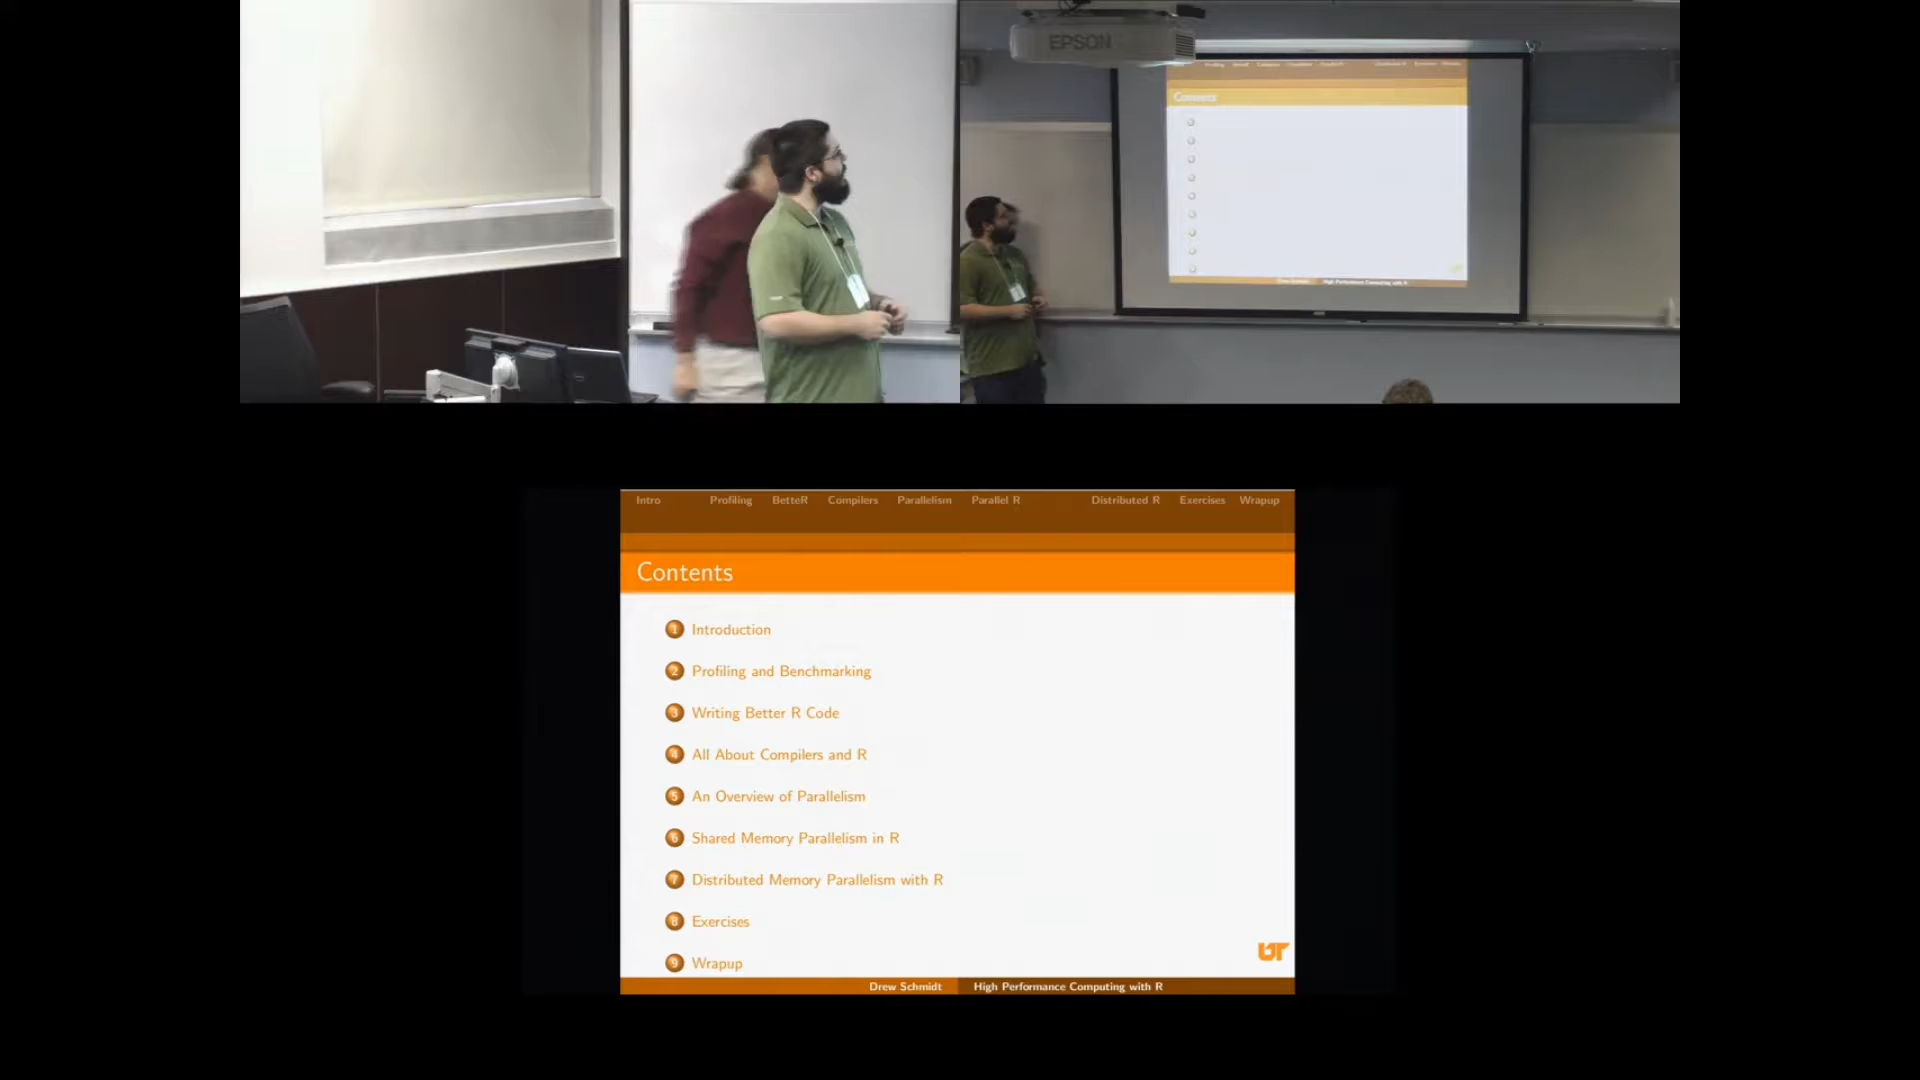 EPSON
Contents
Intro Profiling BetteR Compilers Parallelism Parallel R Distributed R Exercises Wrapup
Contents
1 Introduction
2 Profiling and Benchmarking
3 Writing Better R Code
4 All About Compilers and R
5 An Overview of Parallelism
6 Shared Memory Parallelism in R
7 Distributed Memory Parallelism with R
8 Exercises
9 Wrapup
UT
Drew Schmidt High Performance Computing with R